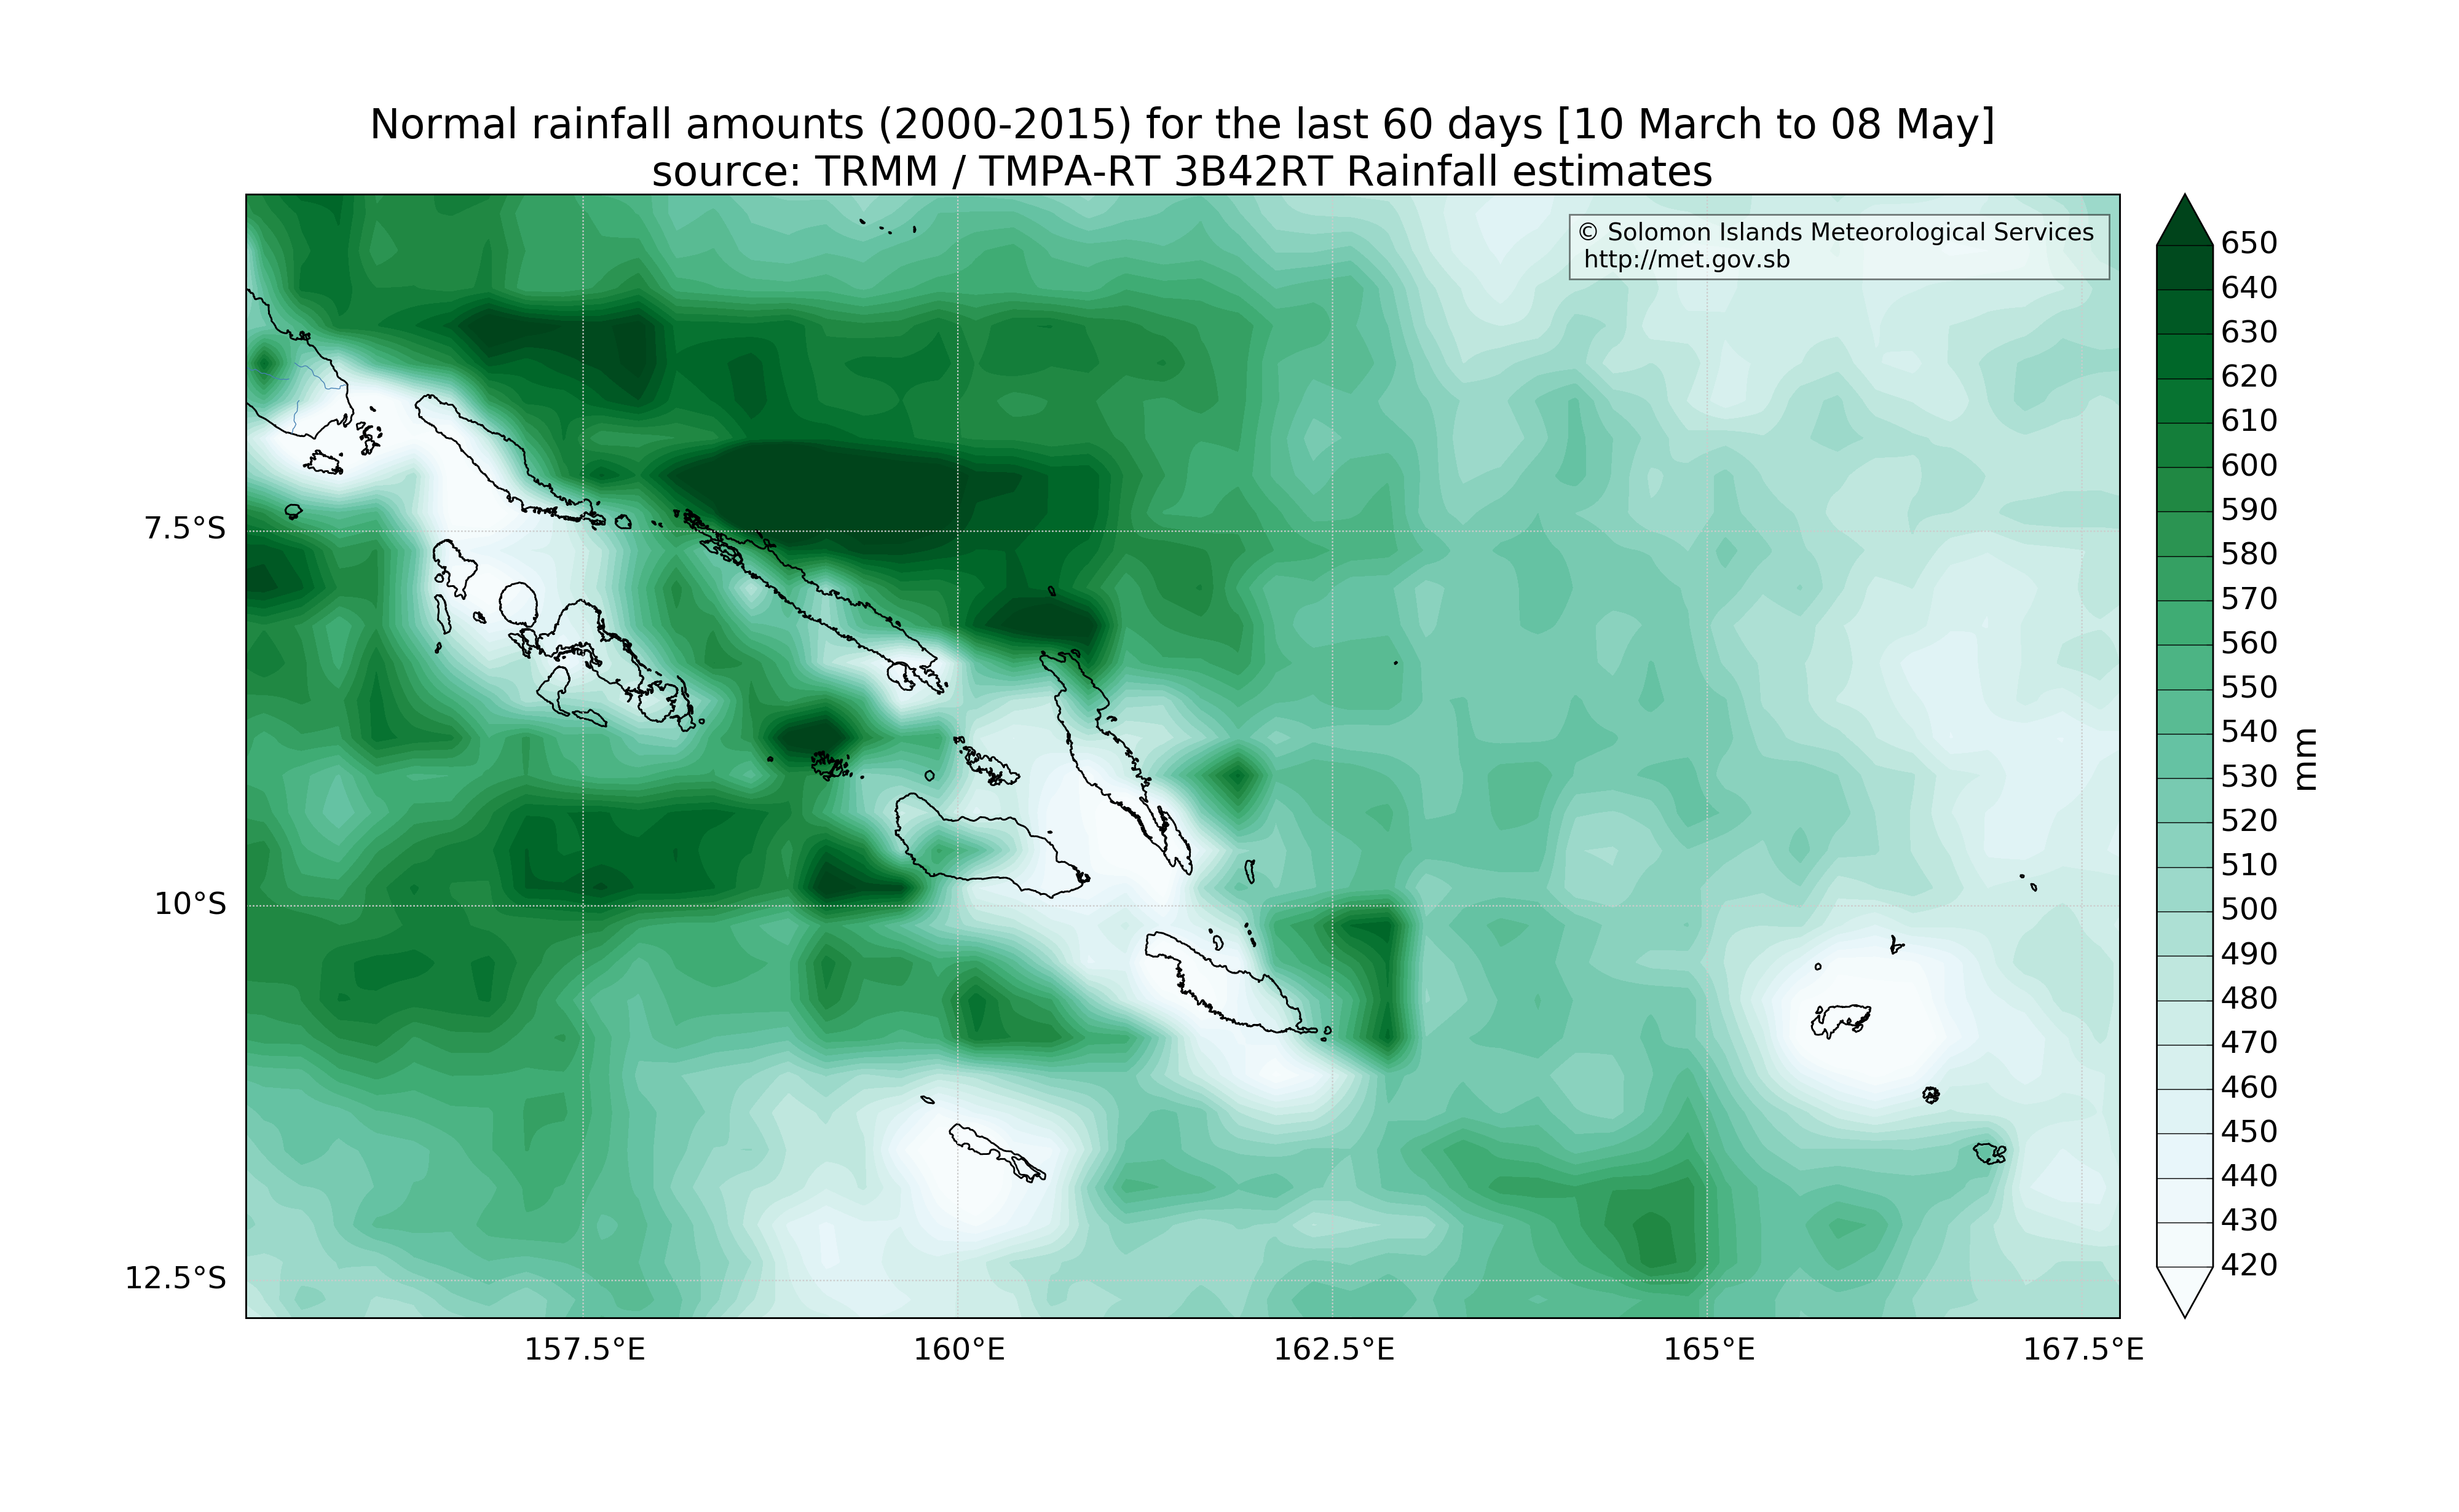 Normal rainfall amounts (2000-2015) for the last 60 days [10 March to 08 May]
source: TRMM / TMPA-RT 3B42RT Rainfall estimates
© Solomon Islands Meteorological Services
http://met.gov.sb
650
640
630
620
610
600
590
580
570
560
550
540
530
520
510
500
490
480
470
460
450
440
430
420
mm
7.5°S
10°S
12.5°S
157.5°E
160°E
162.5°E
165°E
167.5°E